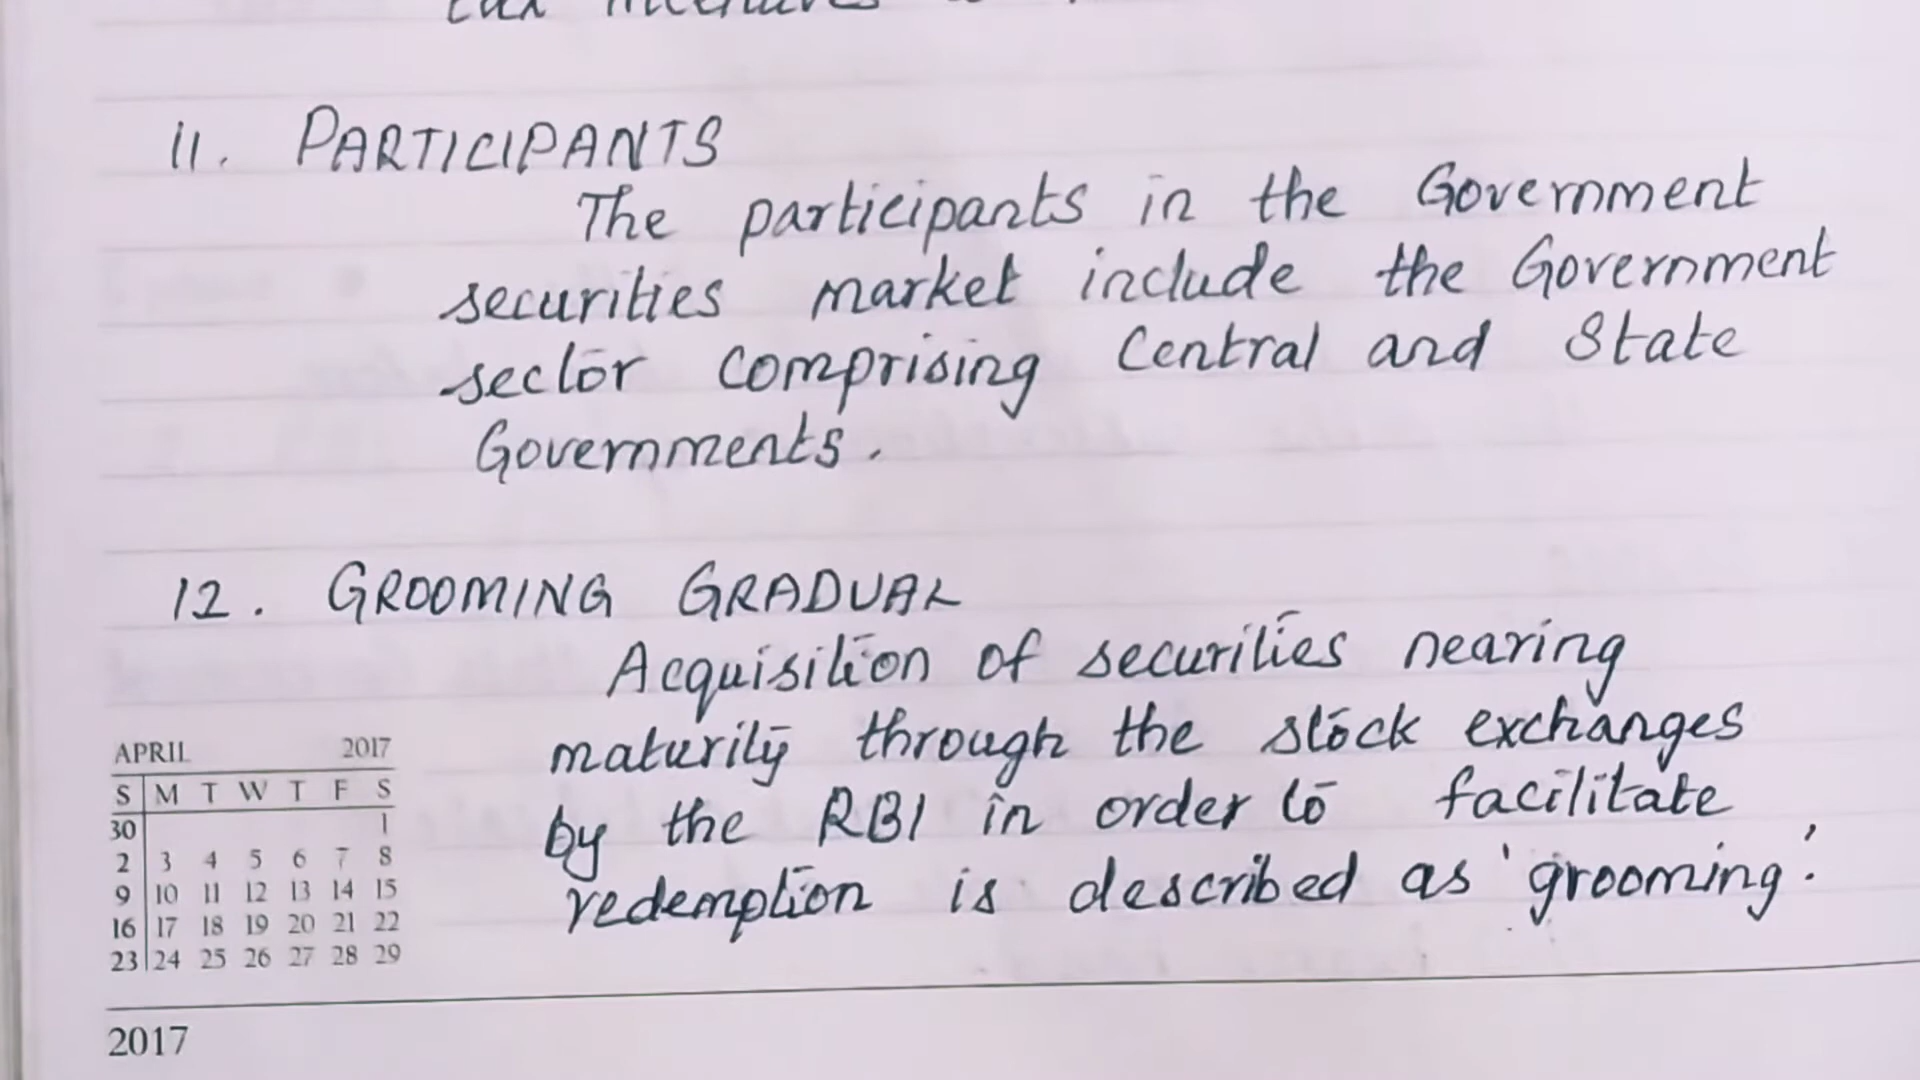 tax incentives
11. PARTICIPANTS
The participants in the Government
securities market include the Government
sector comprising Central and State
Governments.
12. GROOMING GRADUAL
Acquisition of securities nearing
maturity through the stock exchanges
by the RBI in order to facilitate
redemption is described as 'grooming'.
APRIL 2017
S M T W T F S
30 1
2 3 4 5 6 7 8
9 10 11 12 13 14 15
16 17 18 19 20 21 22
23 24 25 26 27 28 29
2017